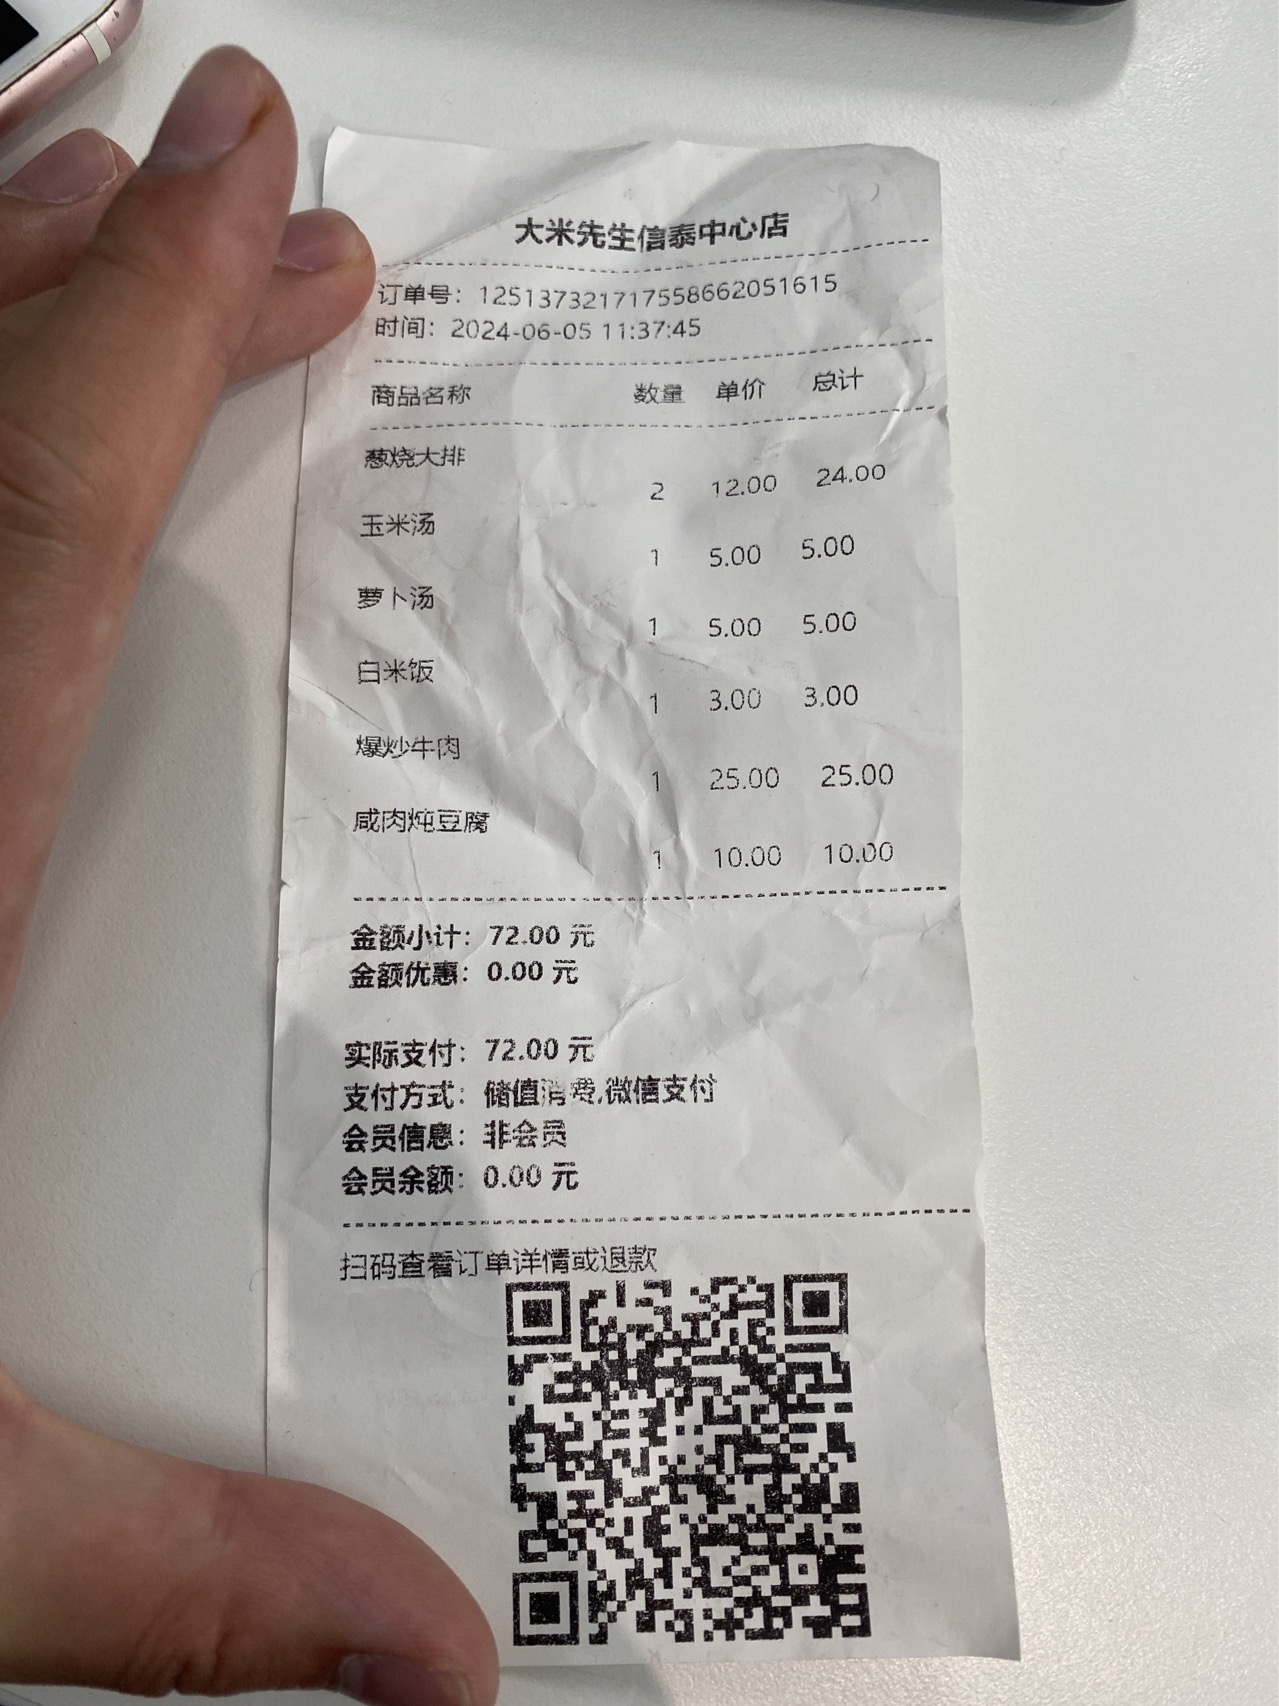 大米先生信泰中心店
订单号：1251373217175586620​51615
时间：2024-06-05 11:37:45
商品名称 数量 单价 总计
葱烧大排
2 12.00 24.00
玉米汤
1 5.00 5.00
萝卜汤
1 5.00 5.00
白米饭
1 3.00 3.00
爆炒牛肉
1 25.00 25.00
咸肉炖豆腐
1 10.00 10.00
金额小计：72.00 元
金额优惠：0.00 元
实际支付：72.00 元
支付方式：储值消费,微信支付
会员信息：非会员
会员余额：0.00 元
扫码查看订单详情或退款